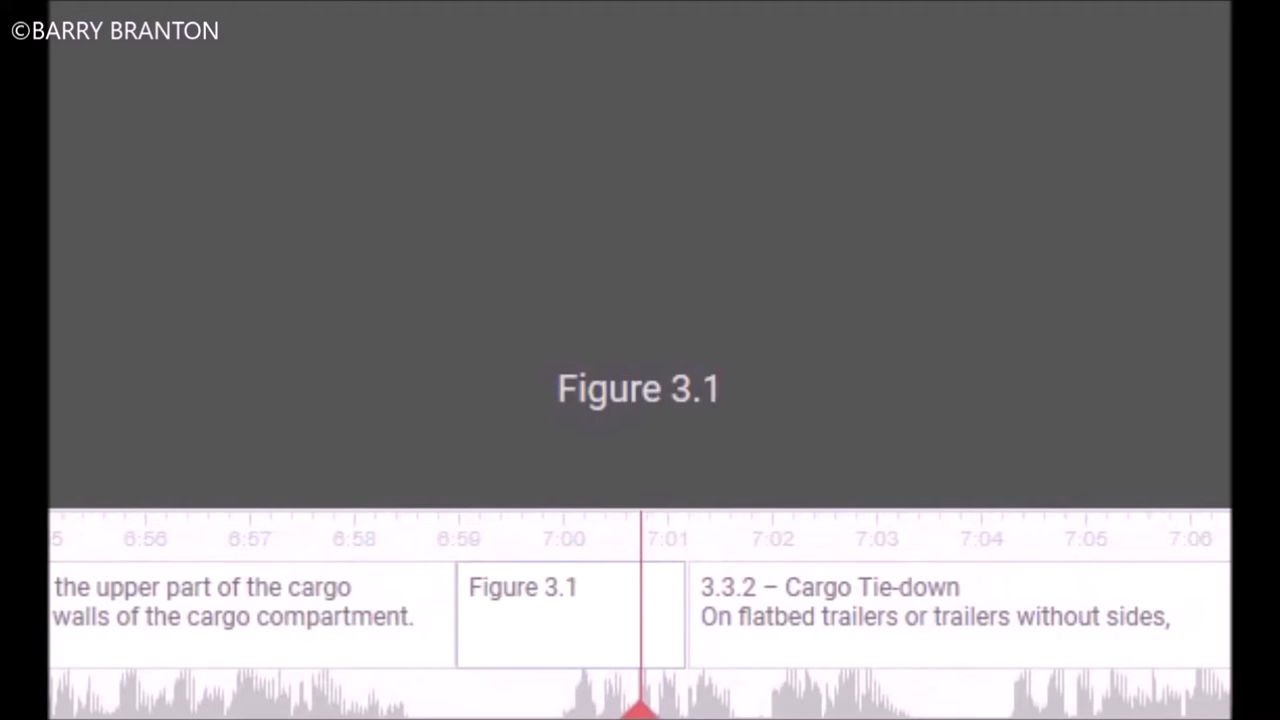 ©BARRY BRANTON
Figure 3.1
5 6:56 6:57 6:58 6:59 7:00 7:01 7:02 7:03 7:04 7:05 7:06
the upper part of the cargo
walls of the cargo compartment.
Figure 3.1
3.3.2 – Cargo Tie-down
On flatbed trailers or trailers without sides,